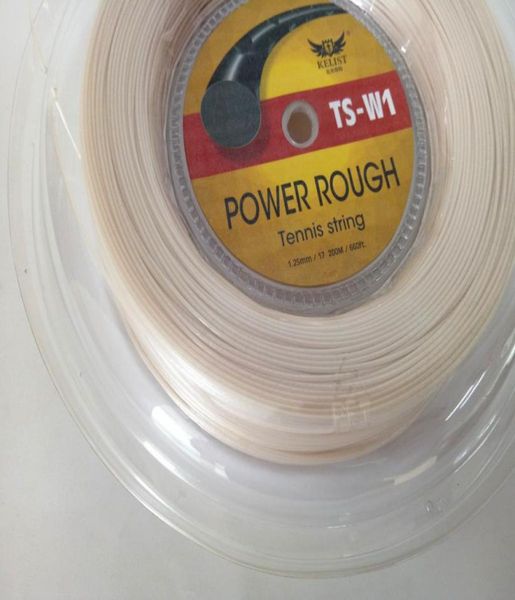 KELIST
TS-W1
POWER ROUGH
Tennis string
1.25mm / 17 200M / 660ft.